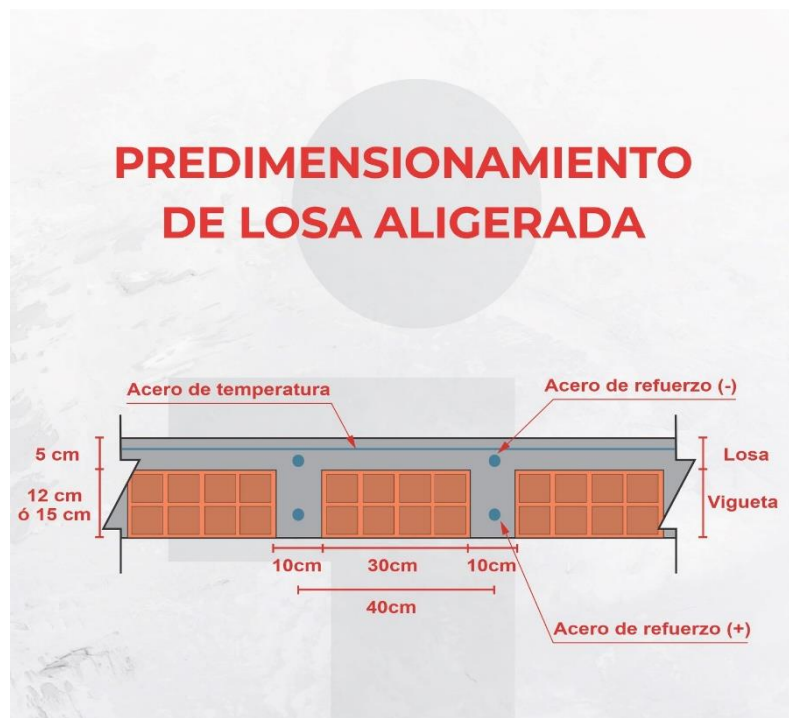 PREDIMENSIONAMIENTO
DE LOSA ALIGERADA
Acero de temperatura
Acero de refuerzo (-)
5 cm
Losa
12 cm
ó 15 cm
Vigueta
10cm
30cm
10cm
40cm
Acero de refuerzo (+)